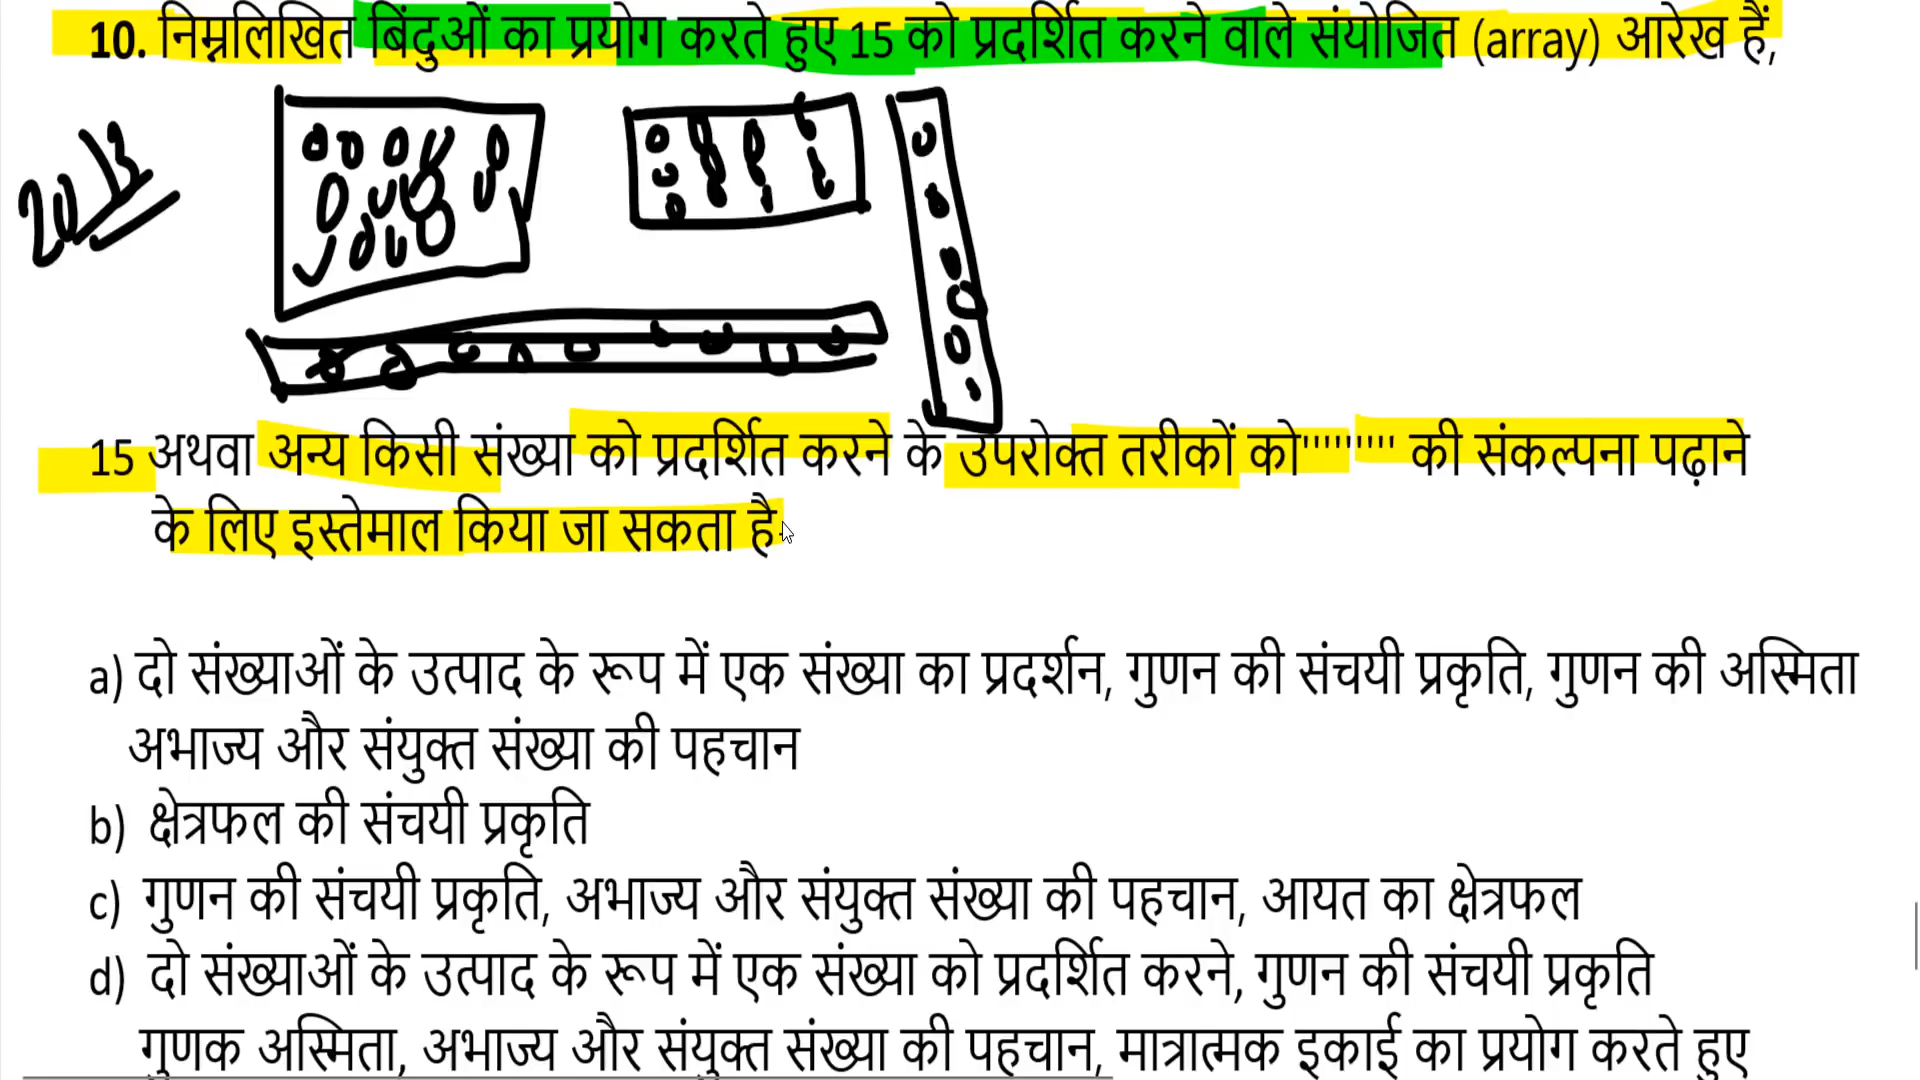 10. निम्नलिखित बिंदुओं का प्रयोग करते हुए 15 को प्रदर्शित करने वाले संयोजित (array) आरेख हैं,
2013
15 अथवा अन्य किसी संख्या को प्रदर्शित करने के उपरोक्त तरीकों को''''''''' की संकल्पना पढ़ाने
के लिए इस्तेमाल किया जा सकता है-
a) दो संख्याओं के उत्पाद के रूप में एक संख्या का प्रदर्शन, गुणन की संचयी प्रकृति, गुणन की अस्मिता
अभाज्य और संयुक्त संख्या की पहचान
b) क्षेत्रफल की संचयी प्रकृति
c) गुणन की संचयी प्रकृति, अभाज्य और संयुक्त संख्या की पहचान, आयत का क्षेत्रफल
d) दो संख्याओं के उत्पाद के रूप में एक संख्या को प्रदर्शित करने, गुणन की संचयी प्रकृति
गुणक अस्मिता, अभाज्य और संयुक्त संख्या की पहचान, मात्रात्मक इकाई का प्रयोग करते हुए